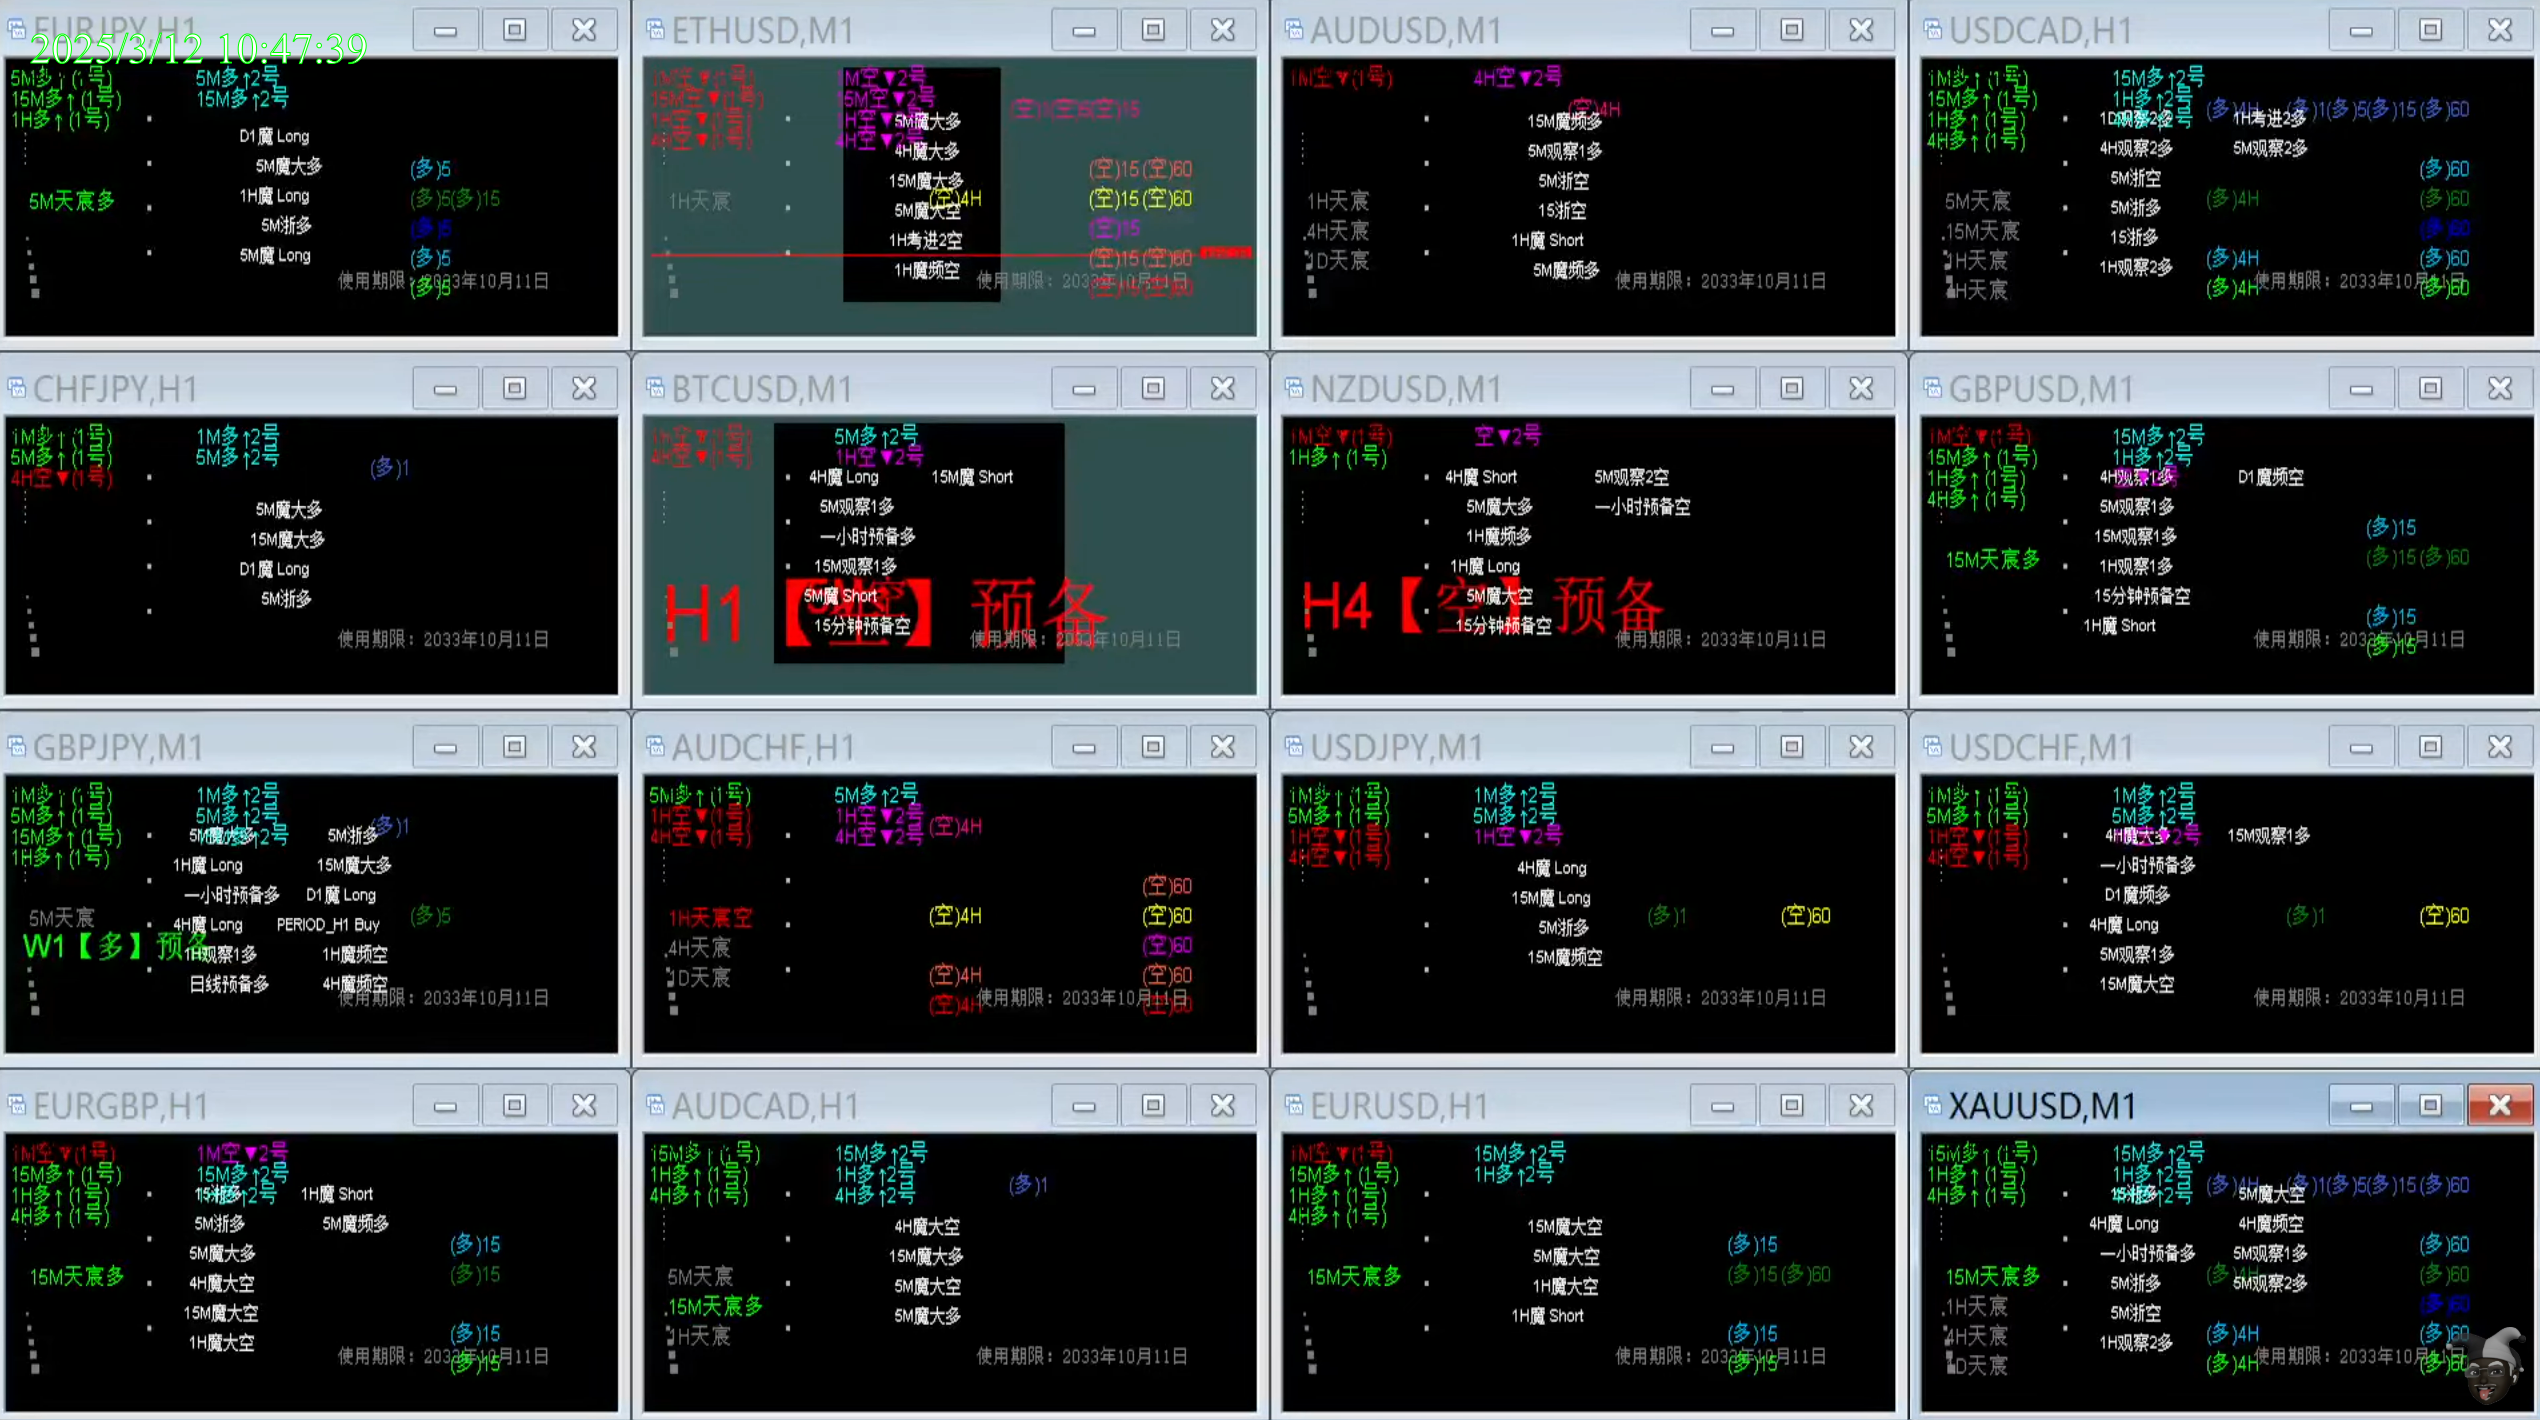 EURJPY,H1
2025/3/12 10:47:39
5M多↑(1号) 5M多↑2号
15M多↑(1号) 15M多↑2号
1H多↑(1号)
D1魔 Long
5M魔大多 (多)5
1H魔 Long (多)5(多)15
5M天宸多
5M浙多 (多)5
5M魔 Long (多)5
使用期限：2033年10月11日
(多)5
ETHUSD,M1
1M空▼(1号) 1M空▼2号
15M空▼(1号) 15M空▼2号
1H空▼(1号) 1H空▼2号
4H空▼(1号) 4H空▼2号
(空)1(空)5(空)15
5M魔大多
4H魔大多
15M魔大多 (空)15(空)60
1H天宸 (空)4H (空)15(空)60
5M魔大空 (空)15
1H考进2空 (空)15(空)60
1H魔频空
使用期限：2033年10月11日
AUDUSD,M1
1M空▼(1号) 4H空▼2号
(空)4H
15M魔频多
5M观察1多
5M浙空
1H天宸 15浙空
4H天宸 1H魔 Short
1D天宸 5M魔频多
使用期限：2033年10月11日
USDCAD,H1
1M多↑(1号) 15M多↑2号
15M多↑(1号) 1H多↑2号 (多)4H (多)1(多)5(多)15(多)60
1H多↑(1号) 1H考进2多
4H多↑(1号) 4H观察2多 5M观察2多
5M浙空 (多)60
5M天宸 5M浙多 (多)4H (多)60
15M天宸 15浙多 (多)60
1H天宸 1H观察2多 (多)4H (多)60
4H天宸 (多)4H (多)60
使用期限：2033年10月11日
CHFJPY,H1
1M多↑(1号) 1M多↑2号
5M多↑(1号) 5M多↑2号 (多)1
4H空▼(1号)
5M魔大多
15M魔大多
D1魔 Long
5M浙多
使用期限：2033年10月11日
BTCUSD,M1
1M空▼(1号) 5M多↑2号
4H空▼(1号) 1H空▼2号
4H魔 Long 15M魔 Short
5M观察1多
一小时预备多
15M观察1多
H1【空】预备
5M魔 Short
15分钟预备空
使用期限：2033年10月11日
NZDUSD,M1
1M空▼(1号) 空▼2号
1H多↑(1号)
4H魔 Short 5M观察2空
5M魔大多 一小时预备空
1H魔频多
1H魔 Long
5M魔大空
H4【空】预备
15分钟预备空
使用期限：2033年10月11日
GBPUSD,M1
1M空▼(1号) 15M多↑2号
15M多↑(1号) 1H多↑2号
1H多↑(1号) 4H观察1多 D1魔频空
4H多↑(1号) 5M观察1多
15M观察1多 (多)15
15M天宸多 1H观察1多 (多)15(多)60
15分钟预备空 (多)15
1H魔 Short (多)15
使用期限：2033年10月11日
GBPJPY,M1
1M多↑(1号) 1M多↑2号
5M多↑(1号) 5M多↑2号 (多)1
15M多↑(1号) 5M魔大多 5M浙多
1H多↑(1号) 1H魔 Long 15M魔大多
一小时预备多 D1魔 Long
5M天宸 4H魔 Long PERIOD_H1 Buy (多)5
W1【多】预备
1H观察1多 1H魔频空
日线预备多 4H魔频空
使用期限：2033年10月11日
AUDCHF,H1
5M多↑(1号) 5M多↑2号
1H空▼(1号) 1H空▼2号 (空)4H
4H空▼(1号) 4H空▼2号
(空)60
1H天宸空 (空)4H (空)60
4H天宸 (空)60
1D天宸 (空)4H (空)60
(空)4H (空)60
使用期限：2033年10月11日
USDJPY,M1
1M多↑(1号) 1M多↑2号
5M多↑(1号) 5M多↑2号
1H空▼(1号) 1H空▼2号
4H空▼(1号)
4H魔 Long
15M魔 Long
5M浙多 (多)1 (空)60
15M魔频空
使用期限：2033年10月11日
USDCHF,M1
1M多↑(1号) 1M多↑2号
5M多↑(1号) 5M多↑2号
1H空▼(1号) 4H魔大多 15M观察1多
4H空▼(1号) 一小时预备多
D1魔频多
4H魔 Long (多)1 (空)60
5M观察1多
15M魔大空
使用期限：2033年10月11日
EURGBP,H1
1M空▼(1号) 1M空▼2号
15M多↑(1号) 15M多↑2号
1H多↑(1号) 15浙多 1H魔 Short
4H多↑(1号) 5M浙多 5M魔频多
5M魔大多 (多)15
15M天宸多 4H魔大空 (多)15
15M魔大空
1H魔大空 (多)15
(多)15
使用期限：2033年10月11日
AUDCAD,H1
15M多↑(1号) 15M多↑2号
1H多↑(1号) 1H多↑2号 (多)1
4H多↑(1号) 4H多↑2号
4H魔大空
15M魔大多
5M天宸 5M魔大空
15M天宸多 5M魔大多
1H天宸
使用期限：2033年10月11日
EURUSD,H1
1M空▼(1号) 15M多↑2号
15M多↑(1号) 1H多↑2号
1H多↑(1号)
4H多↑(1号) 15M魔大空
5M魔大空 (多)15
15M天宸多 1H魔大空 (多)15(多)60
1H魔 Short (多)15
(多)15
使用期限：2033年10月11日
XAUUSD,M1
15M多↑(1号) 15M多↑2号
1H多↑(1号) 1H多↑2号 (多)4H (多)1(多)5(多)15(多)60
4H多↑(1号) 15浙多 5M魔大空
4H魔 Long 4H魔频空
一小时预备多 5M观察1多 (多)60
15M天宸多 5M浙多 (多)4H 5M观察2多 (多)60
1H天宸 5M浙空 (多)60
4H天宸 1H观察2多 (多)4H (多)60
1D天宸 (多)4H (多)60
使用期限：2033年10月11日